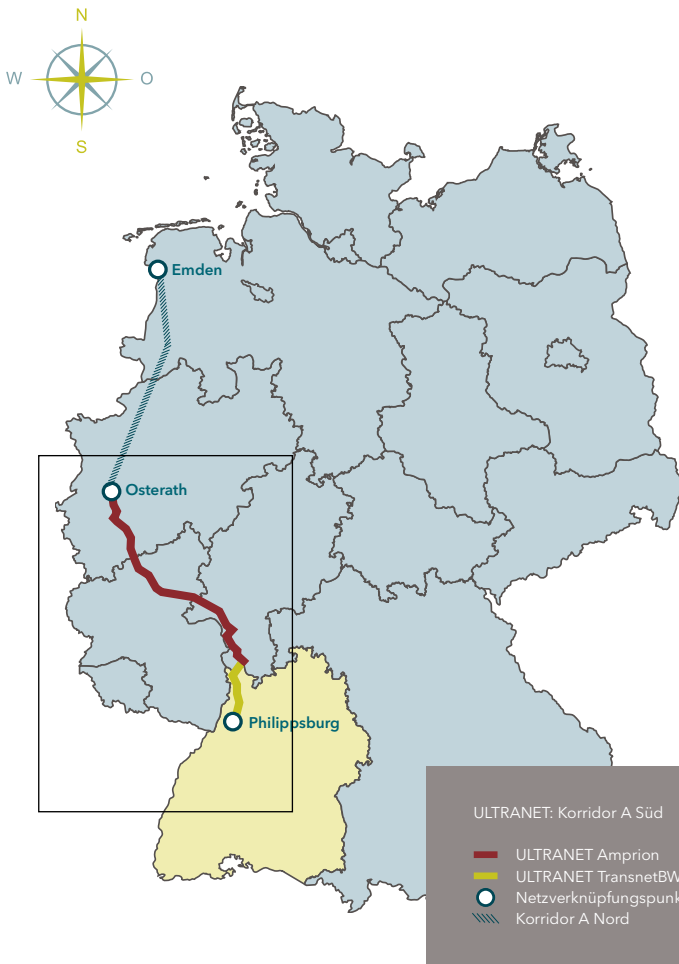 N
W
O
S
Emden
Osterath
Philippsburg
ULTRANET: Korridor A Süd
ULTRANET Amprion
ULTRANET TransnetBW
Netzverknüpfungspunk
Korridor A Nord